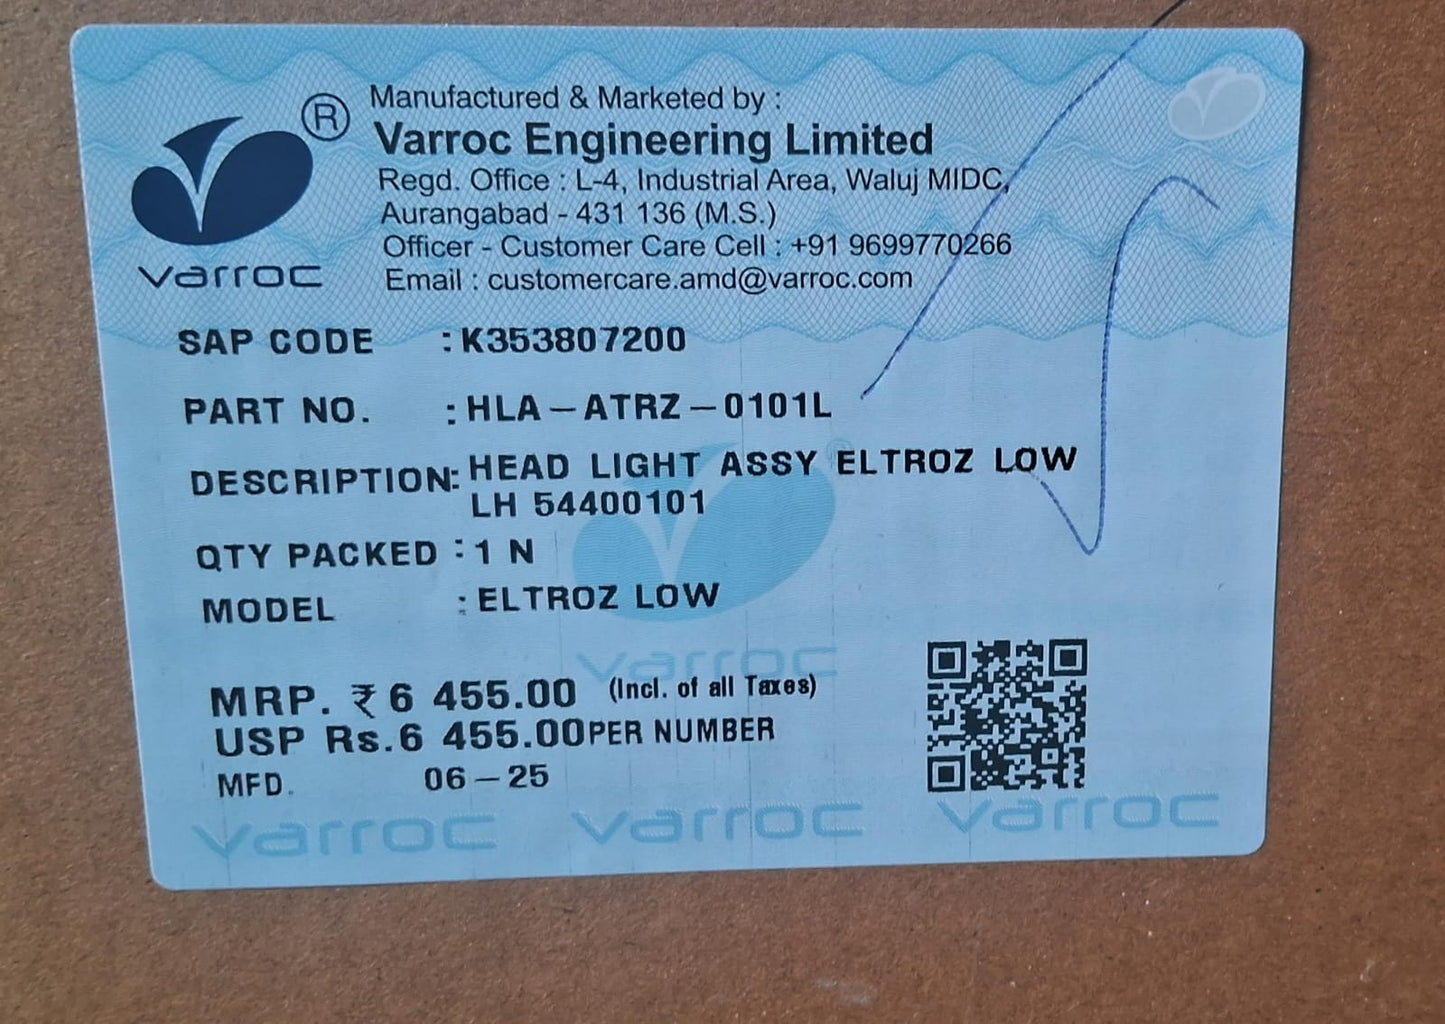 Manufactured & Marketed by :
Varroc Engineering Limited
Regd. Office : L-4, Industrial Area, Waluj MIDC,
Aurangabad - 431 136 (M.S.)
Officer - Customer Care Cell : +91 9699770266
Email : customercare.amd@varroc.com
®
varroc
SAP CODE : K353807200
PART NO. : HLA-ATRZ-0101L
DESCRIPTION: HEAD LIGHT ASSY ELTROZ LOW
LH 54400101
QTY PACKED : 1 N
MODEL : ELTROZ LOW
varroc
MRP. ₹ 6 455.00 (Incl. of all Taxes)
USP Rs.6 455.00 PER NUMBER
MFD. 06-25
varroc varroc varroc